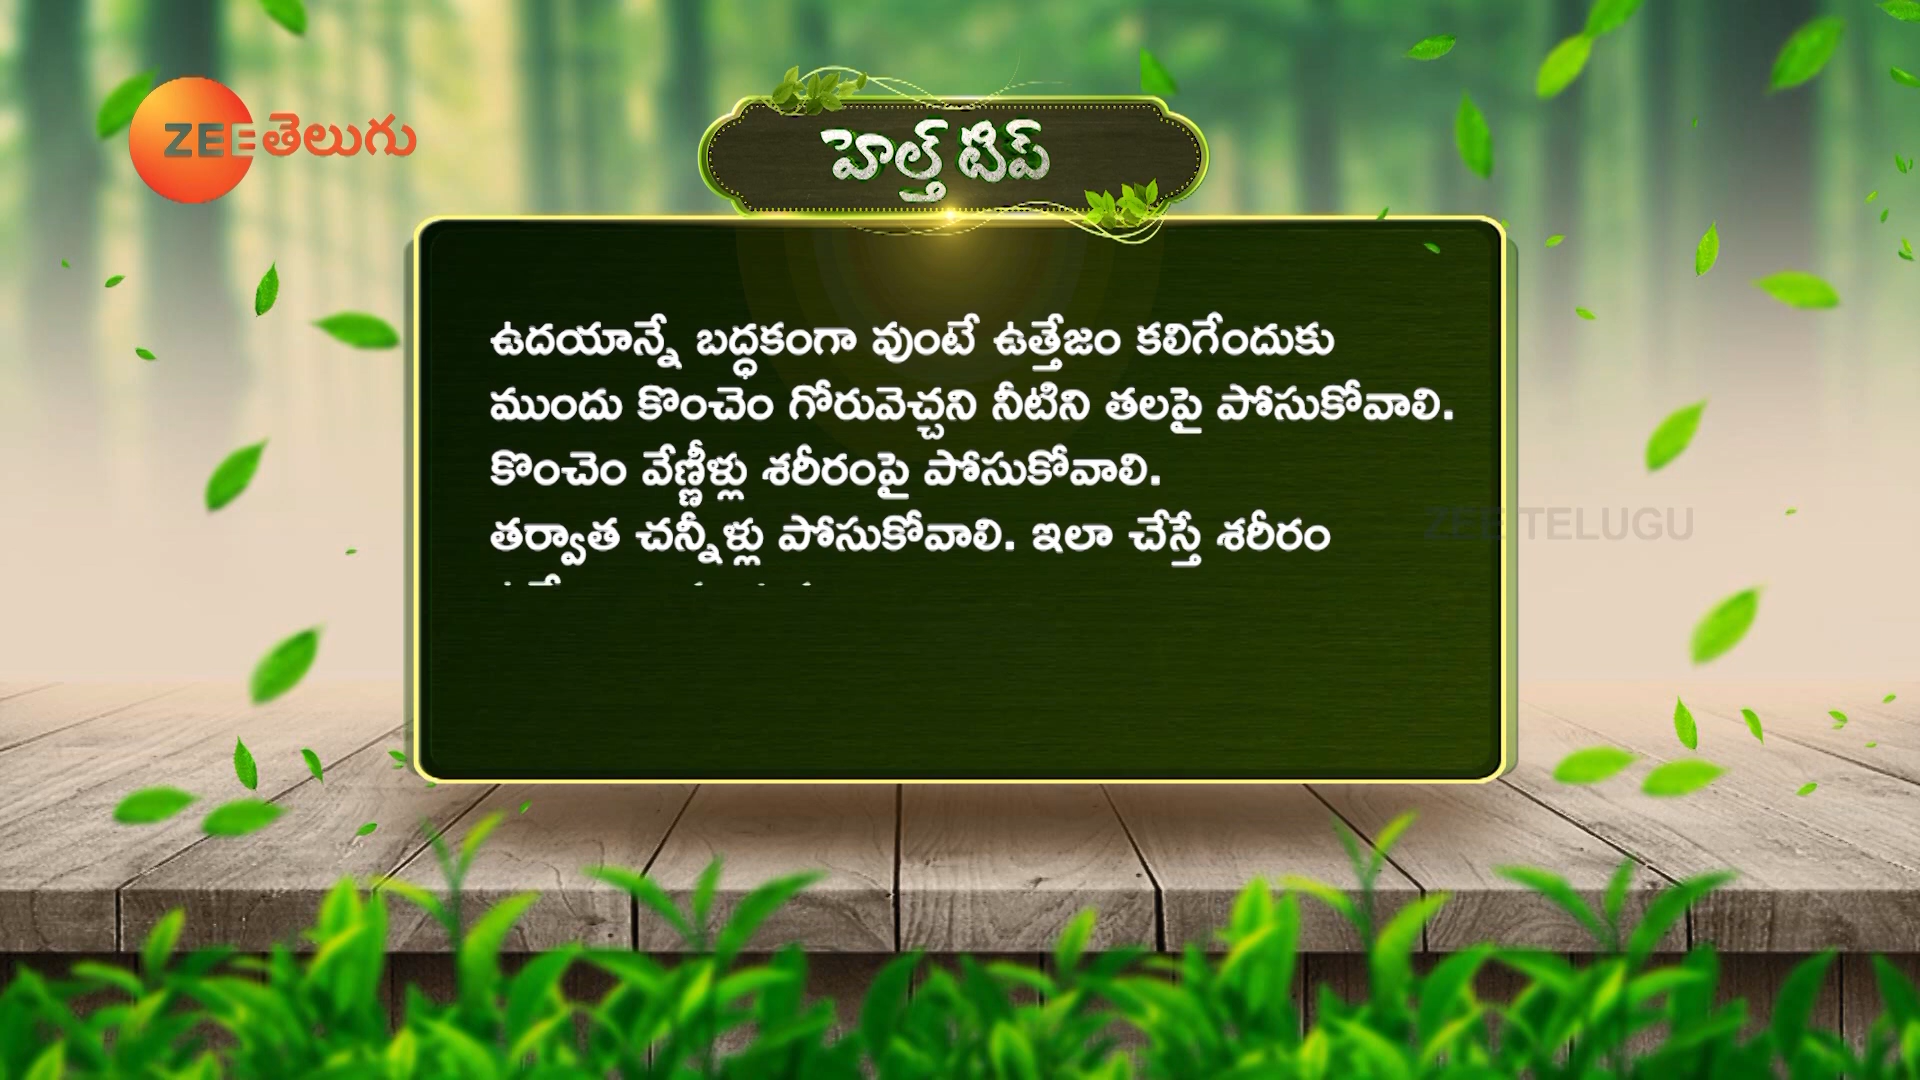 ZEE తెలుగు
హెల్త్ టిప్
ఉదయాన్నే బద్ధకంగా వుంటే ఉత్తేజం కలిగేందుకు
ముందు కొంచెం గోరువెచ్చని నీటిని తలపై పోసుకోవాలి.
కొంచెం వేణ్ణీళ్లు శరీరంపై పోసుకోవాలి.
తర్వాత చన్నీళ్లు పోసుకోవాలి. ఇలా చేస్తే శరీరం
ZEE TELUGU